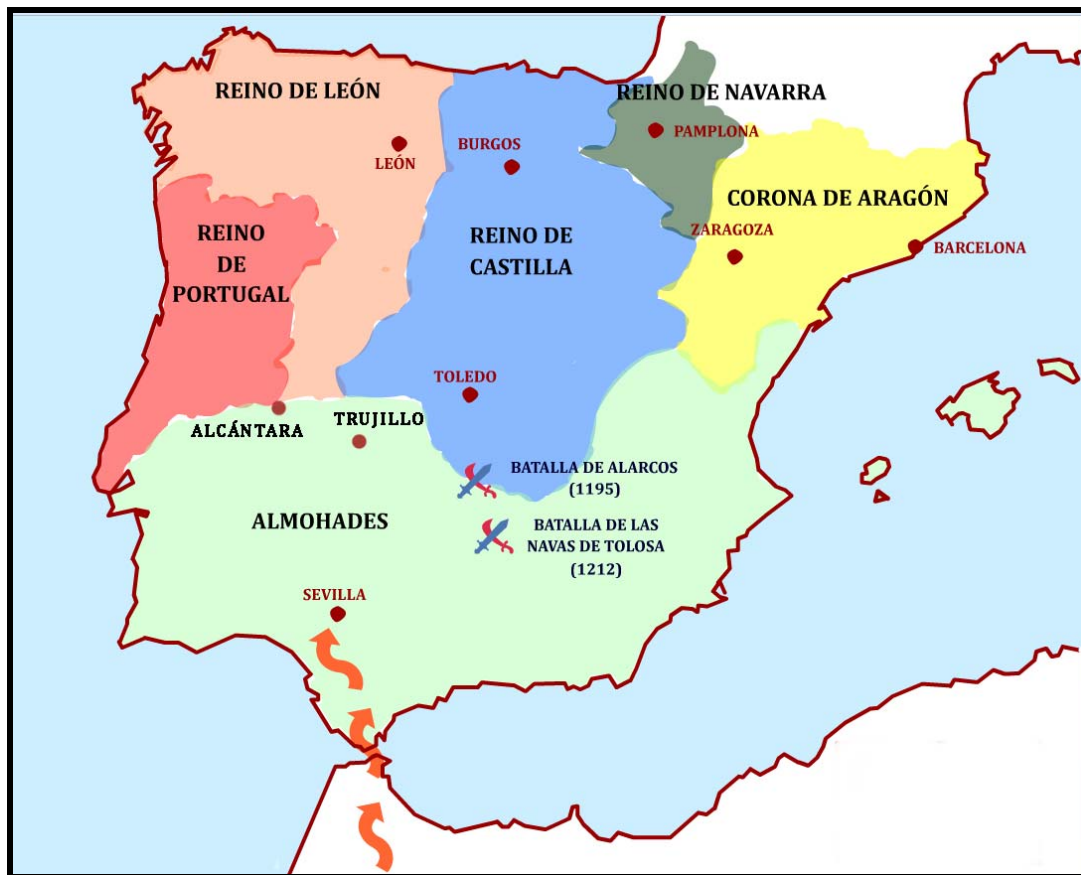 REINO DE LEÓN
REINO DE NAVARRA
PAMPLONA
BURGOS
LEÓN
CORONA DE ARAGÓN
REINO
DE
PORTUGAL
REINO DE
CASTILLA
ZARAGOZA
BARCELONA
TOLEDO
ALCÁNTARA
TRUJILLO
BATALLA DE ALARCOS
(1195)
ALMOHADES
BATALLA DE LAS
NAVAS DE TOLOSA
(1212)
SEVILLA